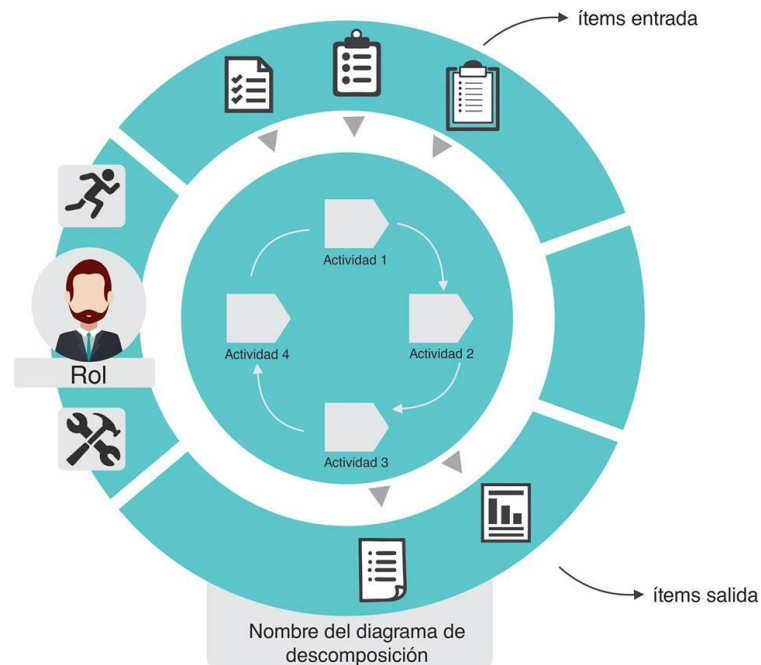 ítems entrada
Actividad 1
Actividad 2
Actividad 4
Rol
Actividad 3
ítems salida
Nombre del diagrama de
descomposición